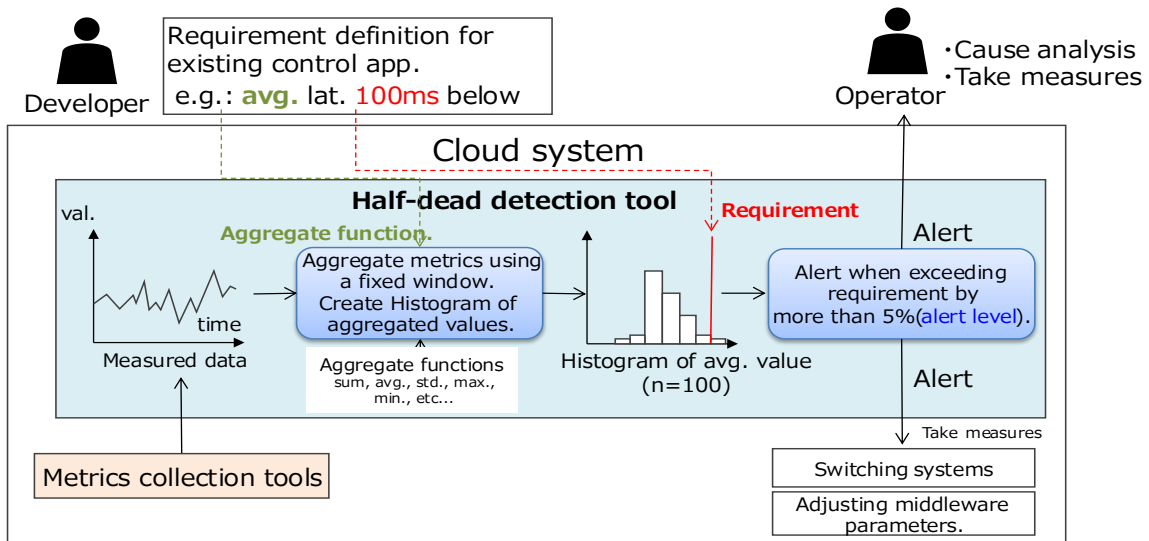 Developer
Requirement definition for
existing control app.
e.g.: avg. lat. 100ms below
・Cause analysis
・Take measures
Operator
Cloud system
Half-dead detection tool
val.
time
Measured data
Aggregate function.
Aggregate metrics using
a fixed window.
Create Histogram of
aggregated values.
Aggregate functions
sum, avg., std., max.,
min., etc...
Requirement
Histogram of avg. value
(n=100)
Alert
Alert when exceeding
requirement by
more than 5%(alert level).
Alert
Take measures
Metrics collection tools
Switching systems
Adjusting middleware
parameters.